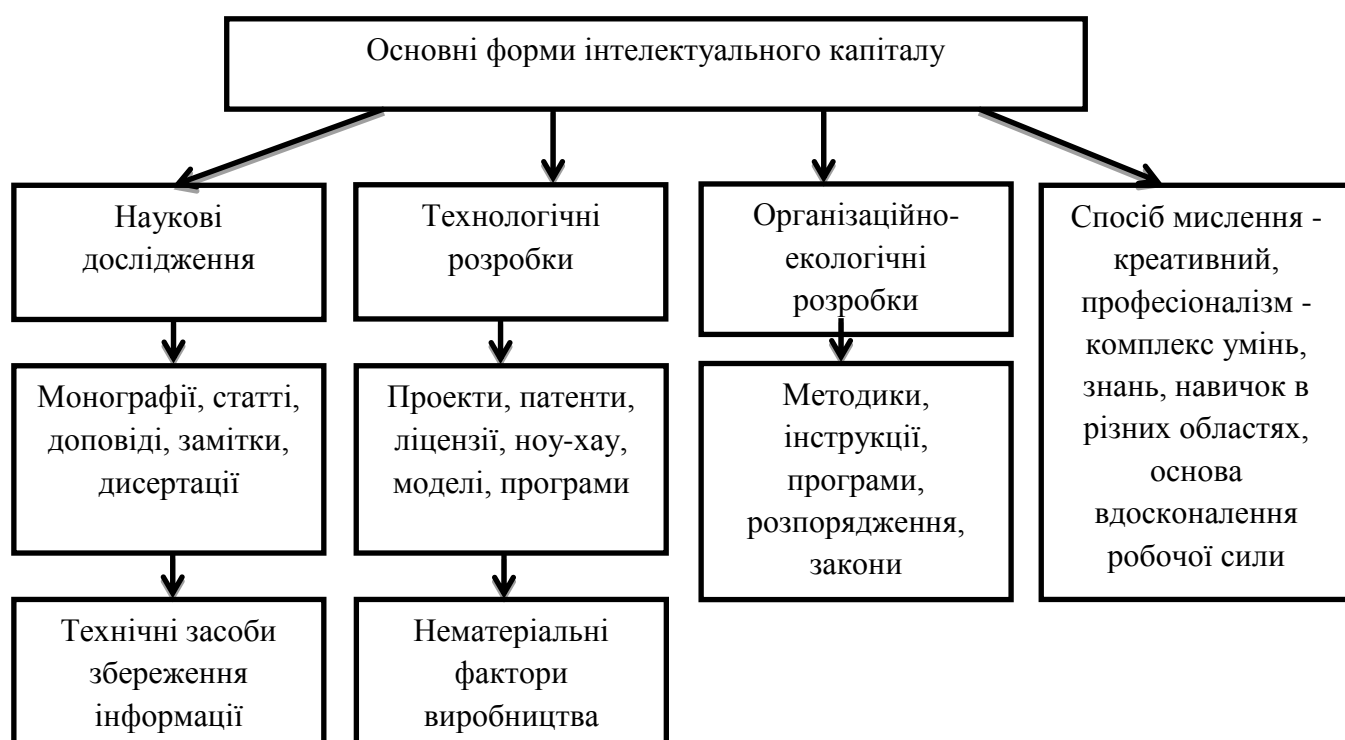 Основні форми інтелектуального капіталу
Наукові
дослідження
Технологічні
розробки
Організаційно-
екологічні
розробки
Спосіб мислення -
креативний,
професіоналізм -
комплекс умінь,
знань, навичок в
різних областях,
основа
вдосконалення
робочої сили
Монографії, статті,
доповіді, замітки,
дисертації
Проекти, патенти,
ліцензії, ноу-хау,
моделі, програми
Методики,
інструкції,
програми,
розпорядження,
закони
Технічні засоби
збереження
інформації
Нематеріальні
фактори
виробництва